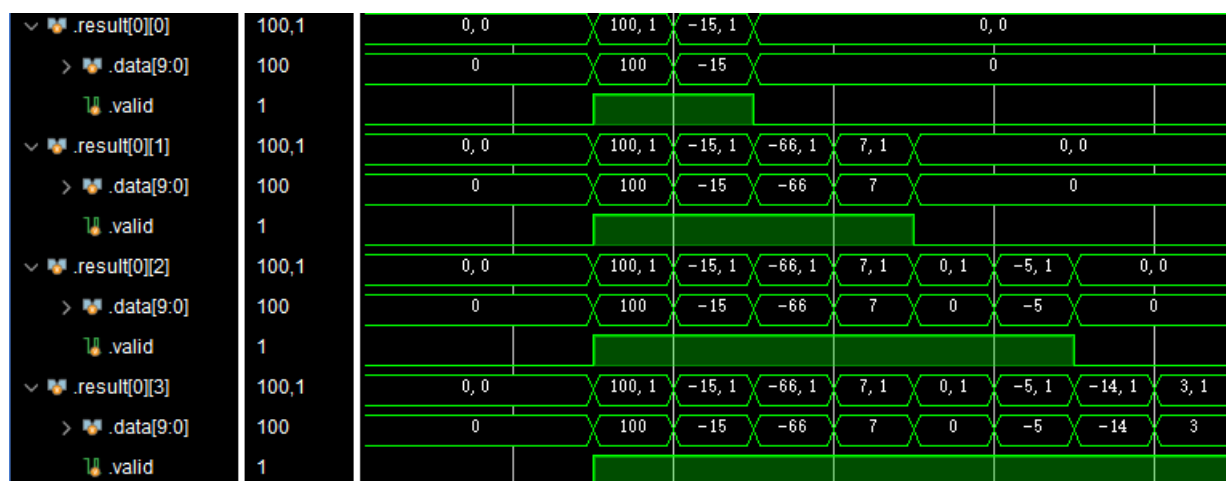 .result[0][0] 100,1 0, 0 100, 1 -15, 1 0, 0
.data[9:0] 100 0 100 -15 0
.valid 1
.result[0][1] 100,1 0, 0 100, 1 -15, 1 -66, 1 7, 1 0, 0
.data[9:0] 100 0 100 -15 -66 7 0
.valid 1
.result[0][2] 100,1 0, 0 100, 1 -15, 1 -66, 1 7, 1 0, 1 -5, 1 0, 0
.data[9:0] 100 0 100 -15 -66 7 0 -5 0
.valid 1
.result[0][3] 100,1 0, 0 100, 1 -15, 1 -66, 1 7, 1 0, 1 -5, 1 -14, 1 3, 1
.data[9:0] 100 0 100 -15 -66 7 0 -5 -14 3
.valid 1